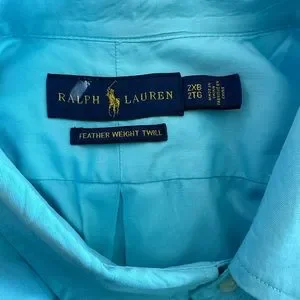 RALPH LAUREN
2XB
2TG
FEATHER WEIGHT TWILL